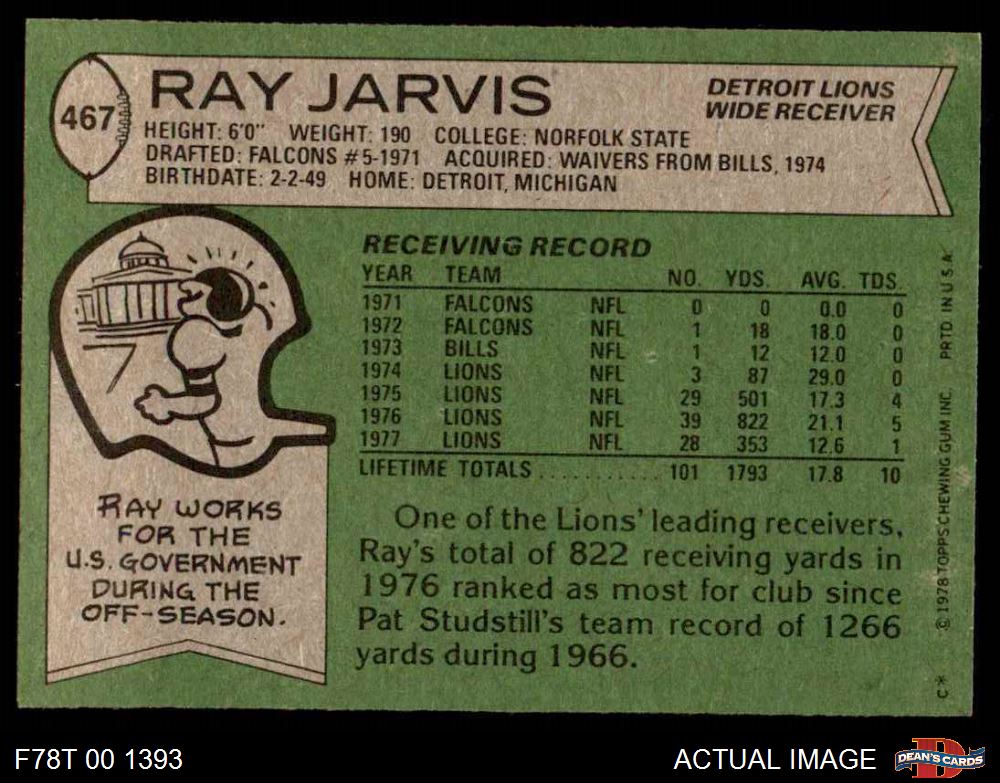 467
RAY JARVIS
DETROIT LIONS
WIDE RECEIVER
HEIGHT: 6'0" WEIGHT: 190 COLLEGE: NORFOLK STATE
DRAFTED: FALCONS #5-1971 ACQUIRED: WAIVERS FROM BILLS, 1974
BIRTHDATE: 2-2-49 HOME: DETROIT, MICHIGAN
RECEIVING RECORD
YEAR TEAM NO. YDS. AVG. TDS.
1971 FALCONS NFL 0 0 0.0 0
1972 FALCONS NFL 1 18 18.0 0
1973 BILLS NFL 1 12 12.0 0
1974 LIONS NFL 3 87 29.0 0
1975 LIONS NFL 29 501 17.3 4
1976 LIONS NFL 39 822 21.1 5
1977 LIONS NFL 28 353 12.6 1
LIFETIME TOTALS ........... 101 1793 17.8 10
RAY WORKS
FOR THE
U.S. GOVERNMENT
DURING THE
OFF-SEASON.
One of the Lions' leading receivers,
Ray's total of 822 receiving yards in
1976 ranked as most for club since
Pat Studstill's team record of 1266
yards during 1966.
C* © 1978 TOPPS CHEWING GUM INC. PRTD. IN U.S.A.
F78T 00 1393
ACTUAL IMAGE
D
DEAN'S CARDS